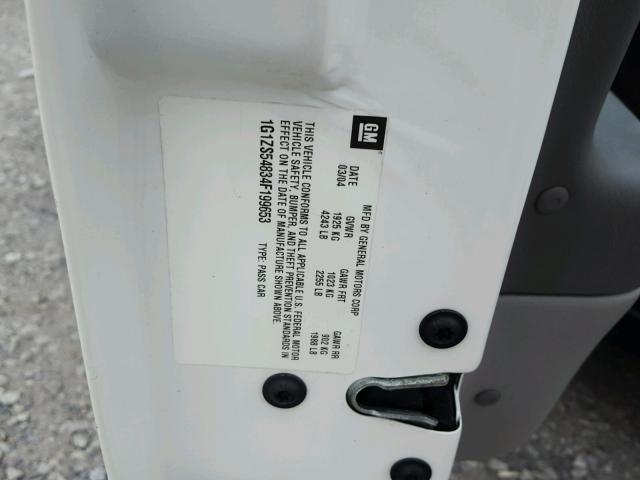 GM
MFD BY GENERAL MOTORS CORP
DATE GVWR GAWR FRT GAWR RR
03/04 1925 KG 1023 KG 902 KG
4243 LB 2255 LB 1988 LB
THIS VEHICLE CONFORMS TO ALL APPLICABLE U.S. FEDERAL MOTOR
VEHICLE SAFETY, BUMPER, AND THEFT PREVENTION STANDARDS IN
EFFECT ON THE DATE OF MANUFACTURE SHOWN ABOVE.
1G1ZS54834F199663 TYPE: PASS CAR